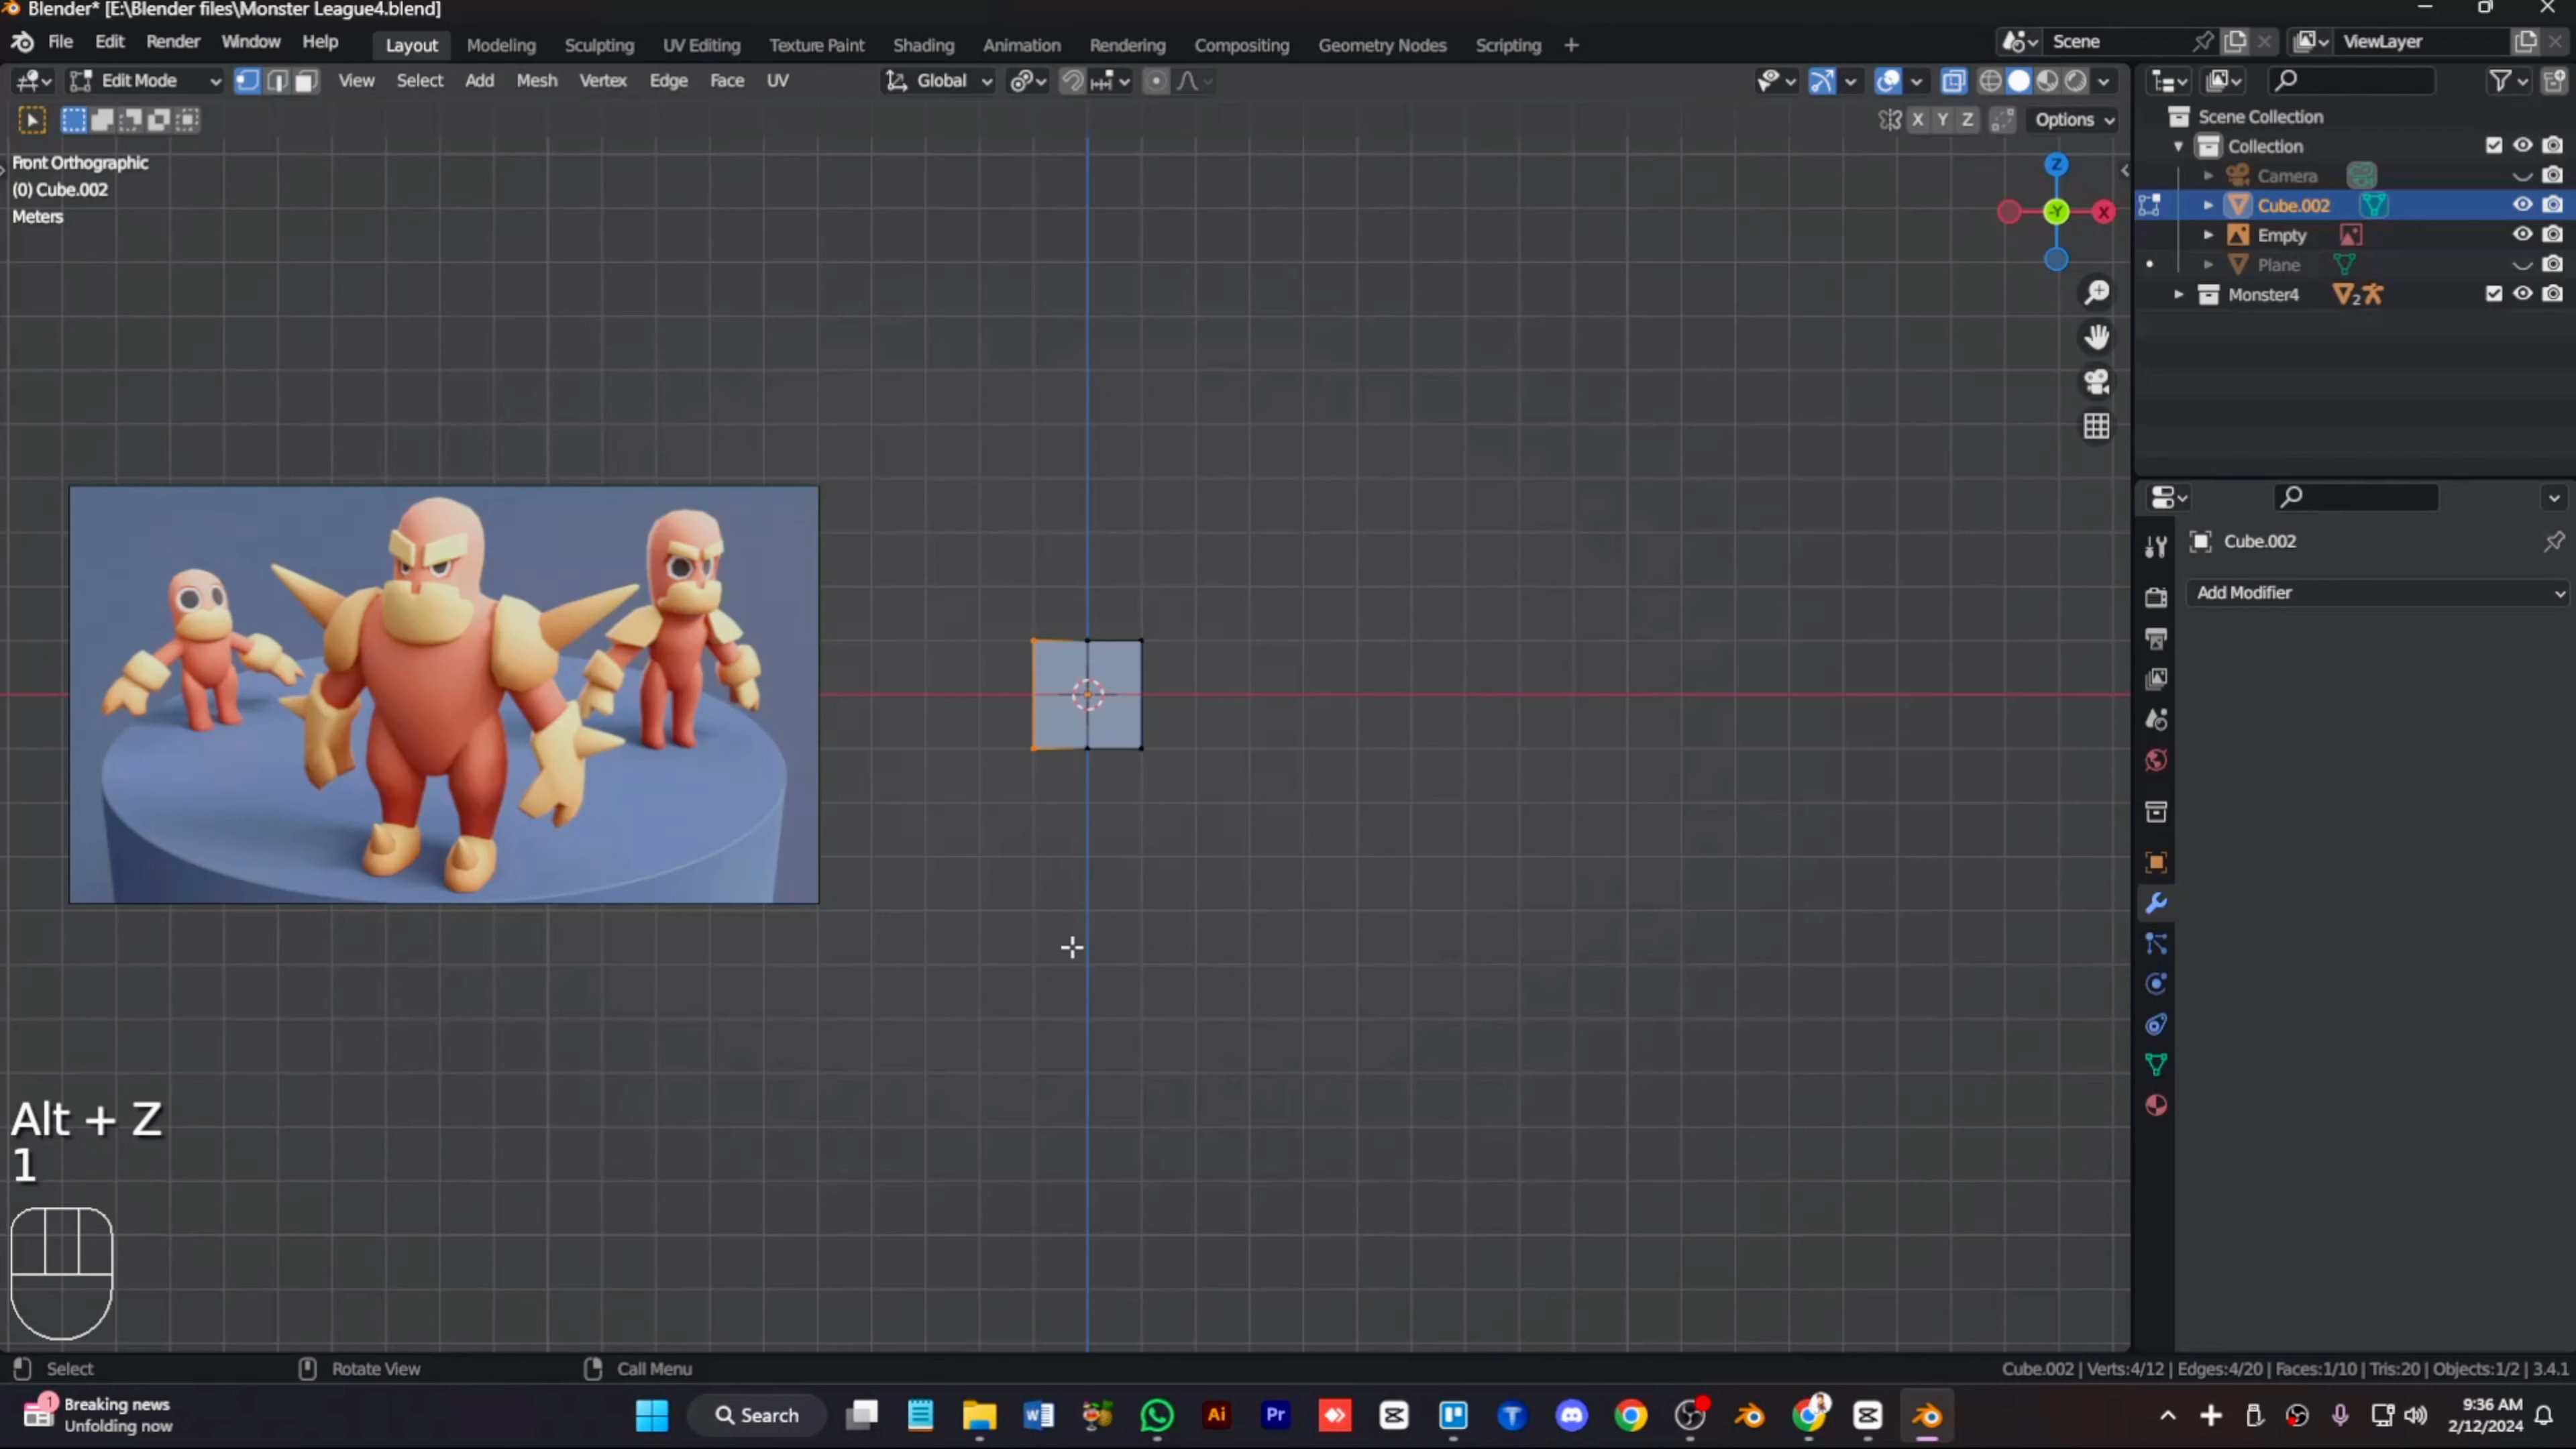 Blender* [E:\Blender files\Monster League4.blend]
File Edit Render Window Help Layout Modeling Sculpting UV Editing Texture Paint Shading Animation Rendering Compositing Geometry Nodes Scripting + Scene ViewLayer
Edit Mode View Select Add Mesh Vertex Edge Face UV Global
X Y Z Options
Front Orthographic
(0) Cube.002
Meters
Z
-Y
X
Scene Collection
Collection
Camera
Cube.002
Empty
Plane
Monster4 2
Cube.002
Add Modifier
Alt + Z
1
Select Rotate View Call Menu Cube.002 | Verts:4/12 | Edges:4/20 | Faces:1/10 | Tris:20 | Objects:1/2 | 3.4.1
1
Breaking news
Unfolding now
Search
Ai
Pr
9:36 AM
2/12/2024